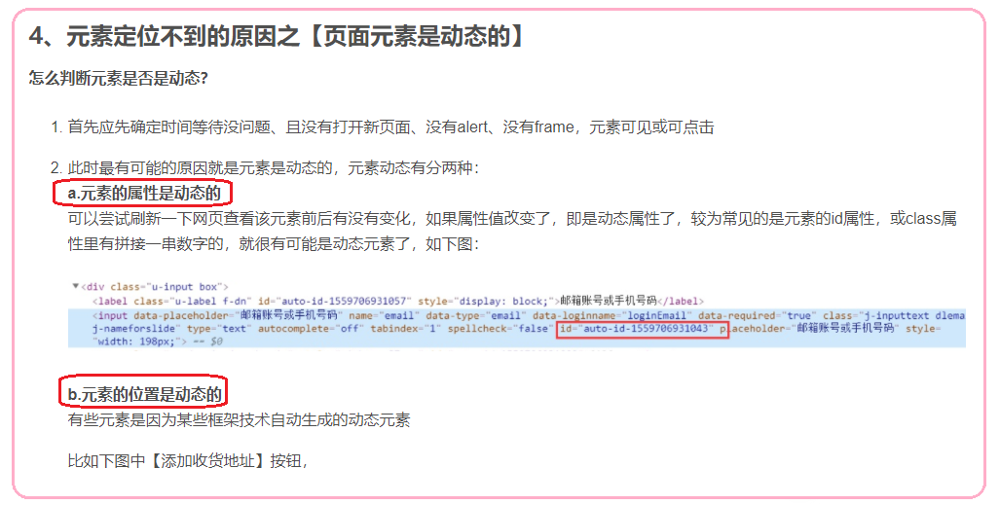 4、元素定位不到的原因之【页面元素是动态的】
怎么判断元素是否是动态?
1. 首先应先确定时间等待没问题、且没有打开新页面、没有alert、没有frame，元素可见或可点击
2. 此时最有可能的原因就是元素是动态的，元素动态有分两种：
a.元素的属性是动态的
可以尝试刷新一下网页查看该元素前后有没有变化，如果属性值改变了，即是动态属性了，较为常见的是元素的id属性，或class属
性里有拼接一串数字的，就很有可能是动态元素了，如下图：
▼<div class="u-input box">
<label class="u-label f-dn" id="auto-id-1559706931057" style="display: block;">邮箱账号或手机号码</label>
<input data-placeholder="邮箱账号或手机号码" name="email" data-type="email" data-loginname="loginEmail" data-required="true" class="j-inputtext dlema
j-nameforslide" type="text" autocomplete="off" tabindex="1" spellcheck="false" id="auto-id-1559706931043" placeholder="邮箱账号或手机号码" style=
"width: 198px;"> == $0
b.元素的位置是动态的
有些元素是因为某些框架技术自动生成的动态元素
比如下图中【添加收货地址】按钮，